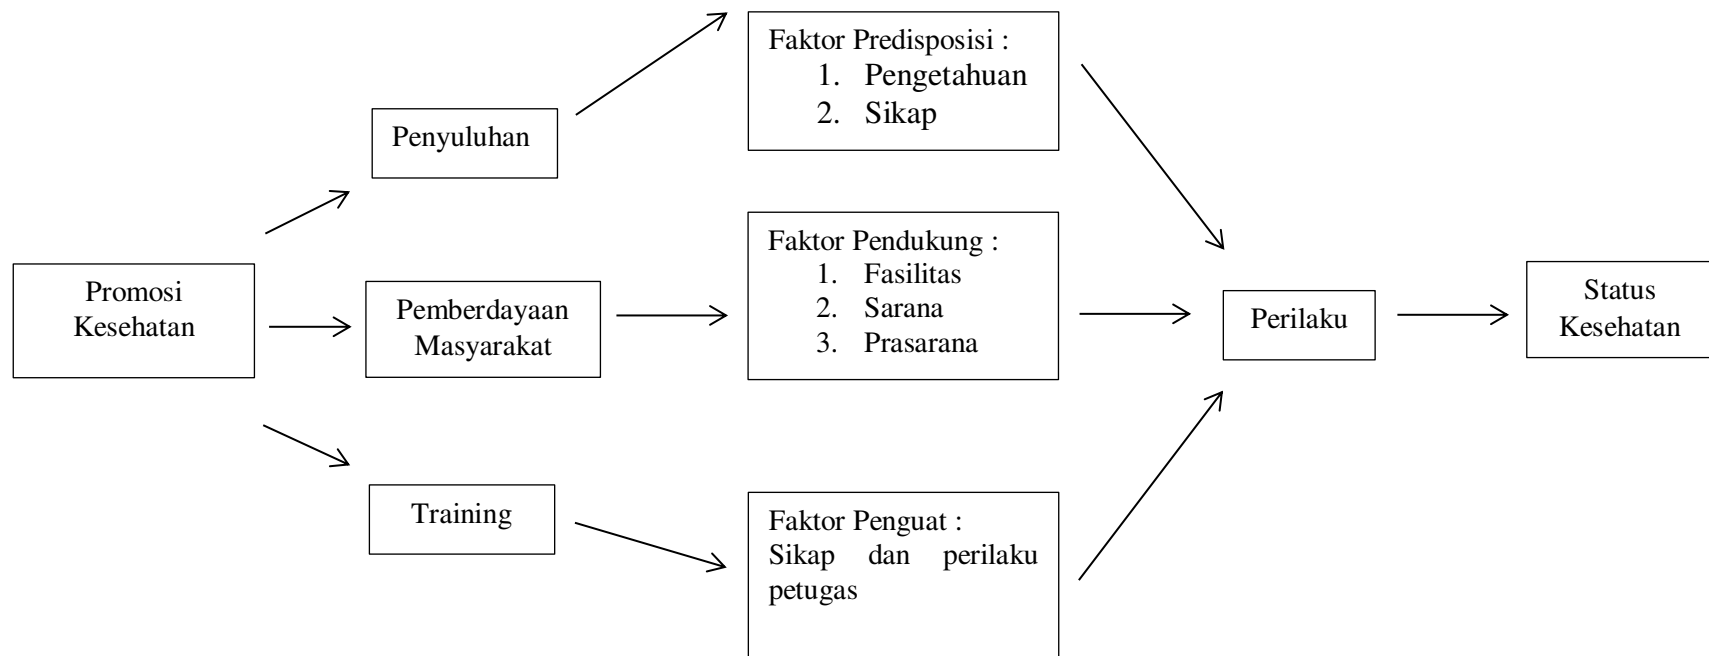 Promosi
Kesehatan
Penyuluhan
Pemberdayaan
Masyarakat
Training
Faktor Predisposisi :
1. Pengetahuan
2. Sikap
Faktor Pendukung :
1. Fasilitas
2. Sarana
3. Prasarana
Faktor Penguat :
Sikap dan perilaku
petugas
Perilaku
Status
Kesehatan